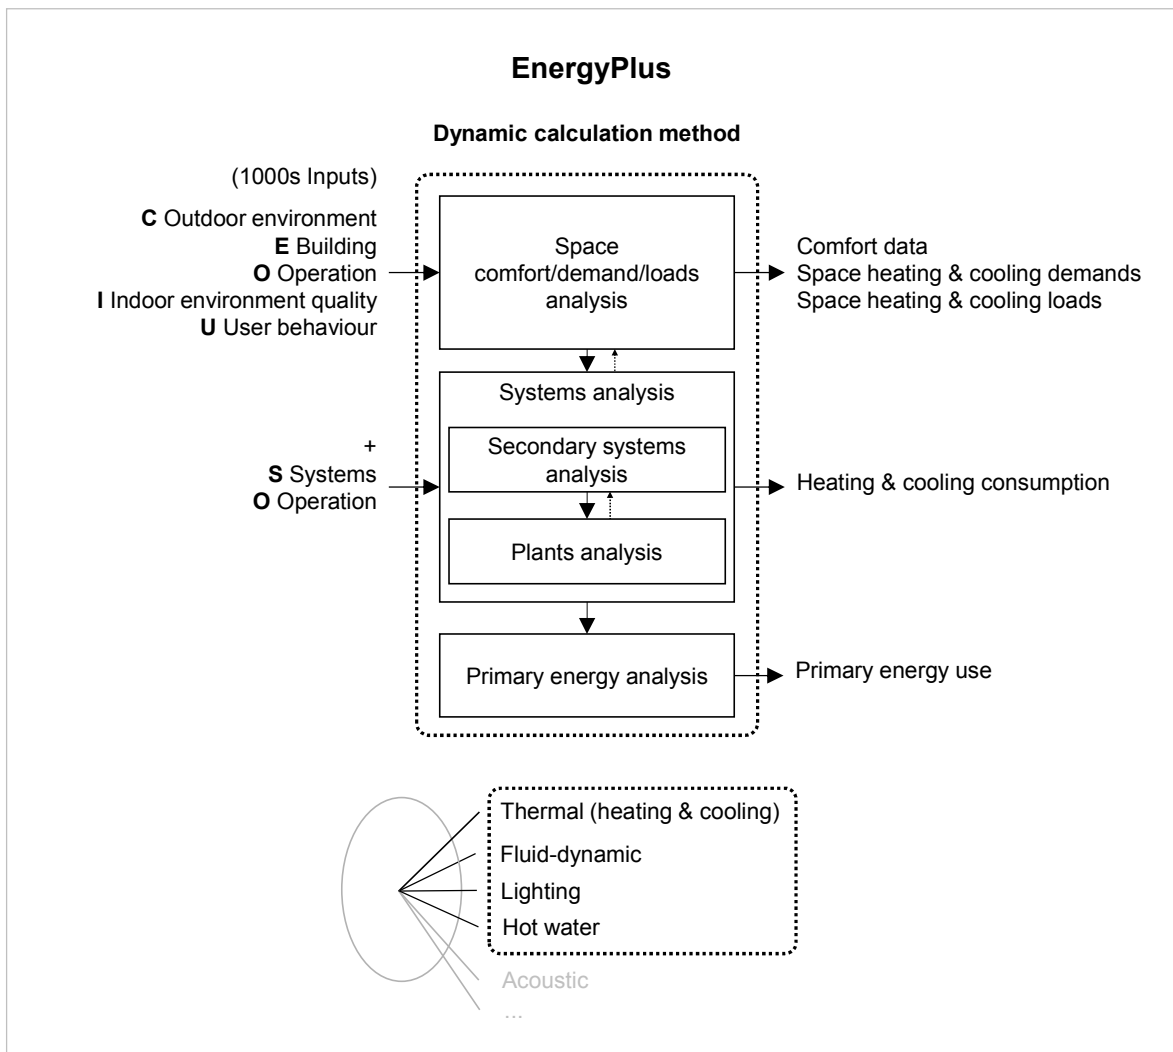 EnergyPlus
Dynamic calculation method
(1000s Inputs)
C Outdoor environment
E Building
O Operation
I Indoor environment quality
U User behaviour
Space
comfort/demand/loads
analysis
Comfort data
Space heating & cooling demands
Space heating & cooling loads
+
S Systems
O Operation
Systems analysis
Secondary systems
analysis
Plants analysis
Heating & cooling consumption
Primary energy analysis
Primary energy use
Thermal (heating & cooling)
Fluid-dynamic
Lighting
Hot water
Acoustic
...